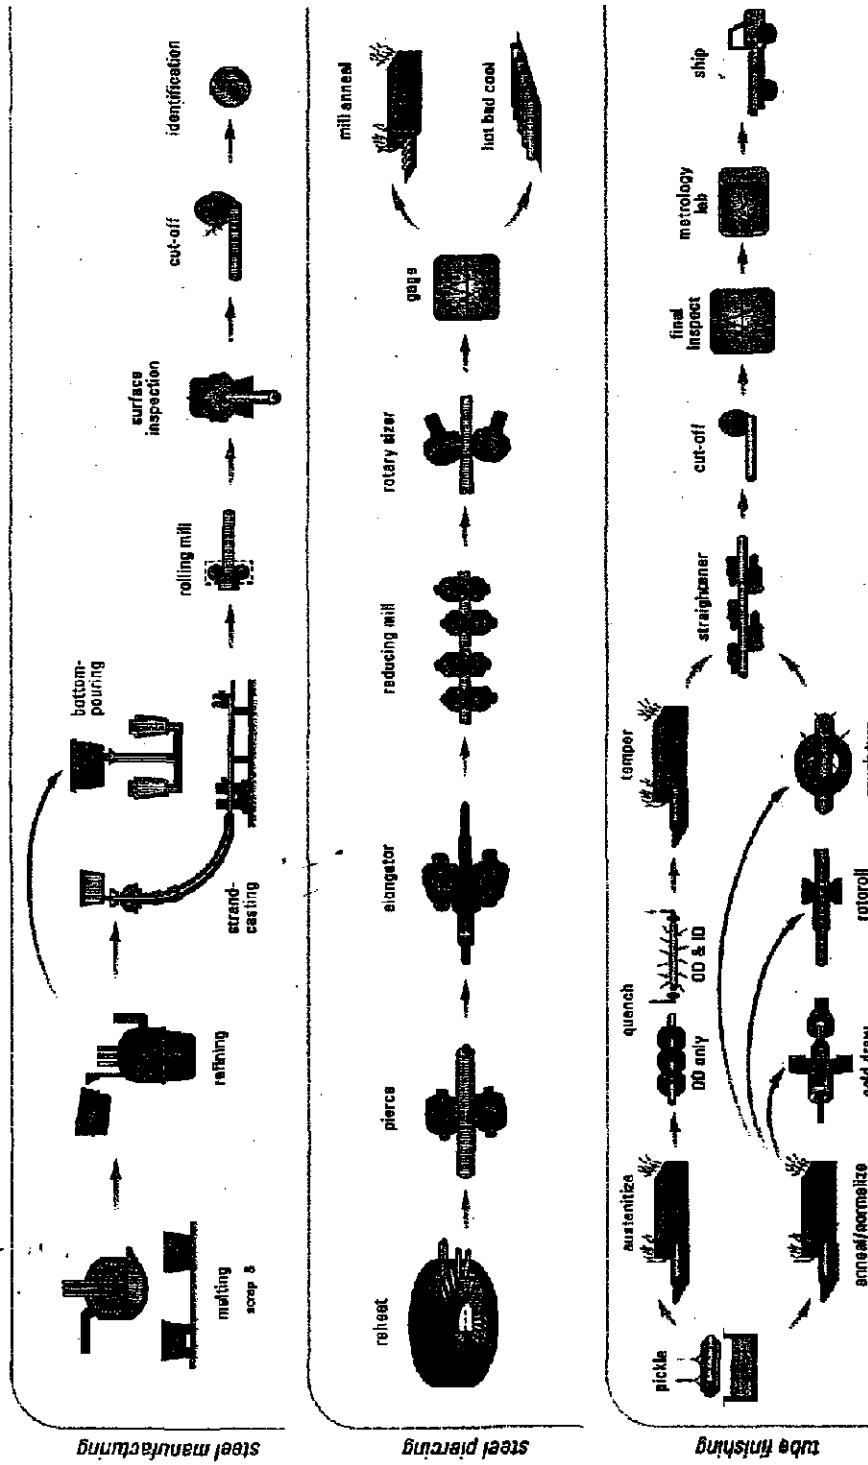 steel manufacturing
melting
scrap &
refining
strand-
casting
bottom-
pouring
rolling mill
surface
inspection
cut-off
identification
steel piercing
reheat
pierce
elongator
reducing mill
rotary sizer
gage
mill anneal
hot bed cool
tube finishing
pickle
austenitize
quench
OD only
OD & ID
temper
anneal/normalize
cold draw
rotoroll
straightener
cut-off
final
inspect
metrology
lab
ship